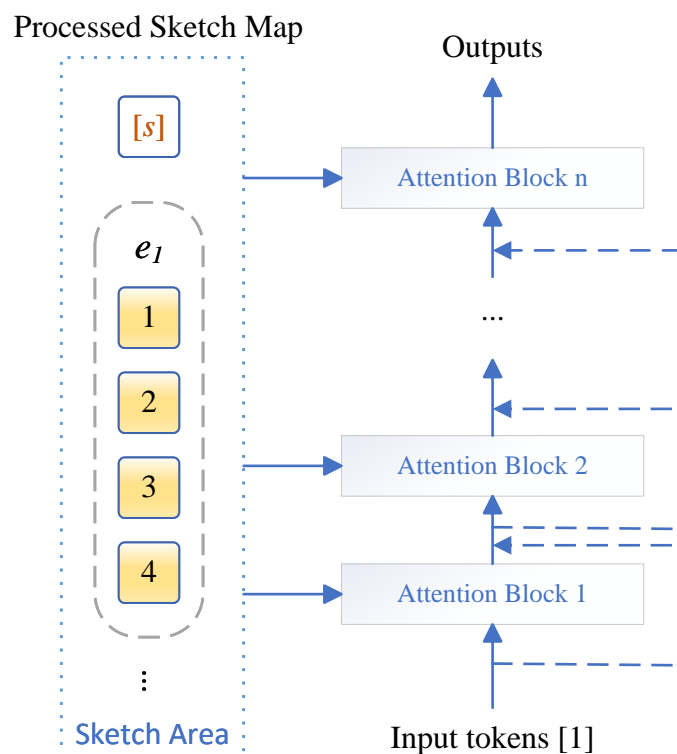 Processed Sketch Map
Outputs
[s]
Attention Block n
e1
1
...
2
Attention Block 2
3
4
Attention Block 1
...
Sketch Area
Input tokens [1]